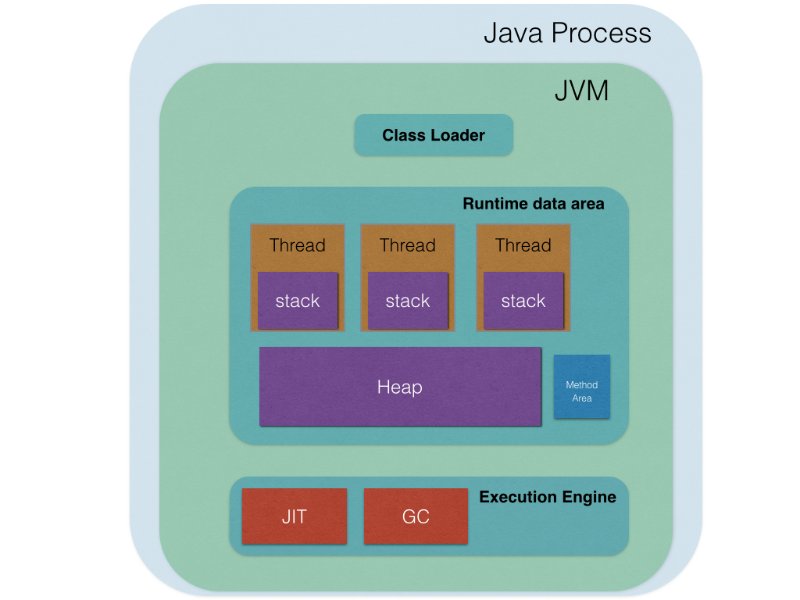 Java Process
JVM
Class Loader
Runtime data area
Thread
Thread
Thread
stack
stack
stack
Heap
Method
Area
Execution Engine
JIT
GC